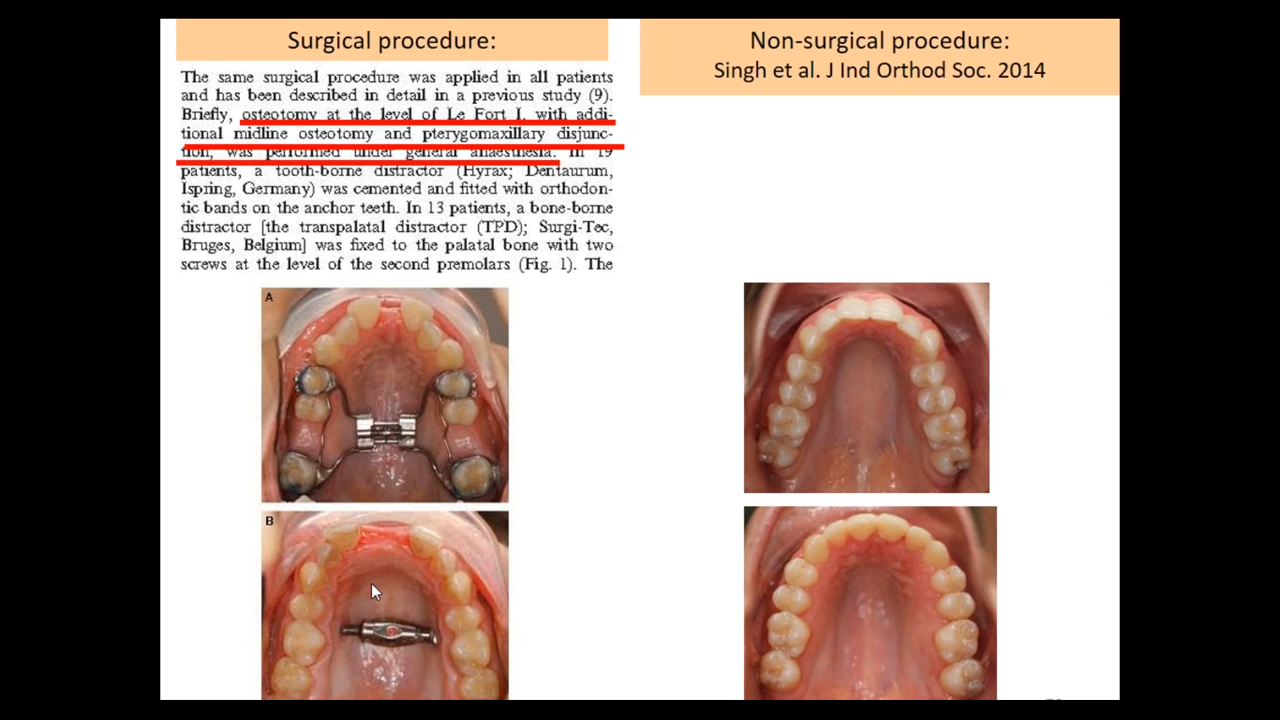 Surgical procedure:
The same surgical procedure was applied in all patients
and has been described in detail in a previous study (9).
Briefly, osteotomy at the level of Le Fort I, with addi-
tional midline osteotomy and pterygomaxillary disjunc-
tion, was performed under general anaesthesia. In 19
patients, a tooth-borne distractor (Hyrax; Dentaurum,
Ispring, Germany) was cemented and fitted with orthodon-
tic bands on the anchor teeth. In 13 patients, a bone-borne
distractor [the transpalatal distractor (TPD); Surgi-Tec,
Bruges, Belgium] was fixed to the palatal bone with two
screws at the level of the second premolars (Fig. 1). The
A
B
Non-surgical procedure:
Singh et al. J Ind Orthod Soc. 2014